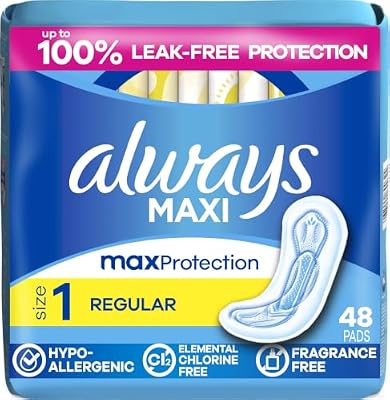 up to
100% LEAK-FREE PROTECTION
always
MAXI
maxProtection
size 1 REGULAR
48
PADS
HYPO-
ALLERGENIC
Cl2 ELEMENTAL
CHLORINE
FREE
FRAGRANCE
FREE